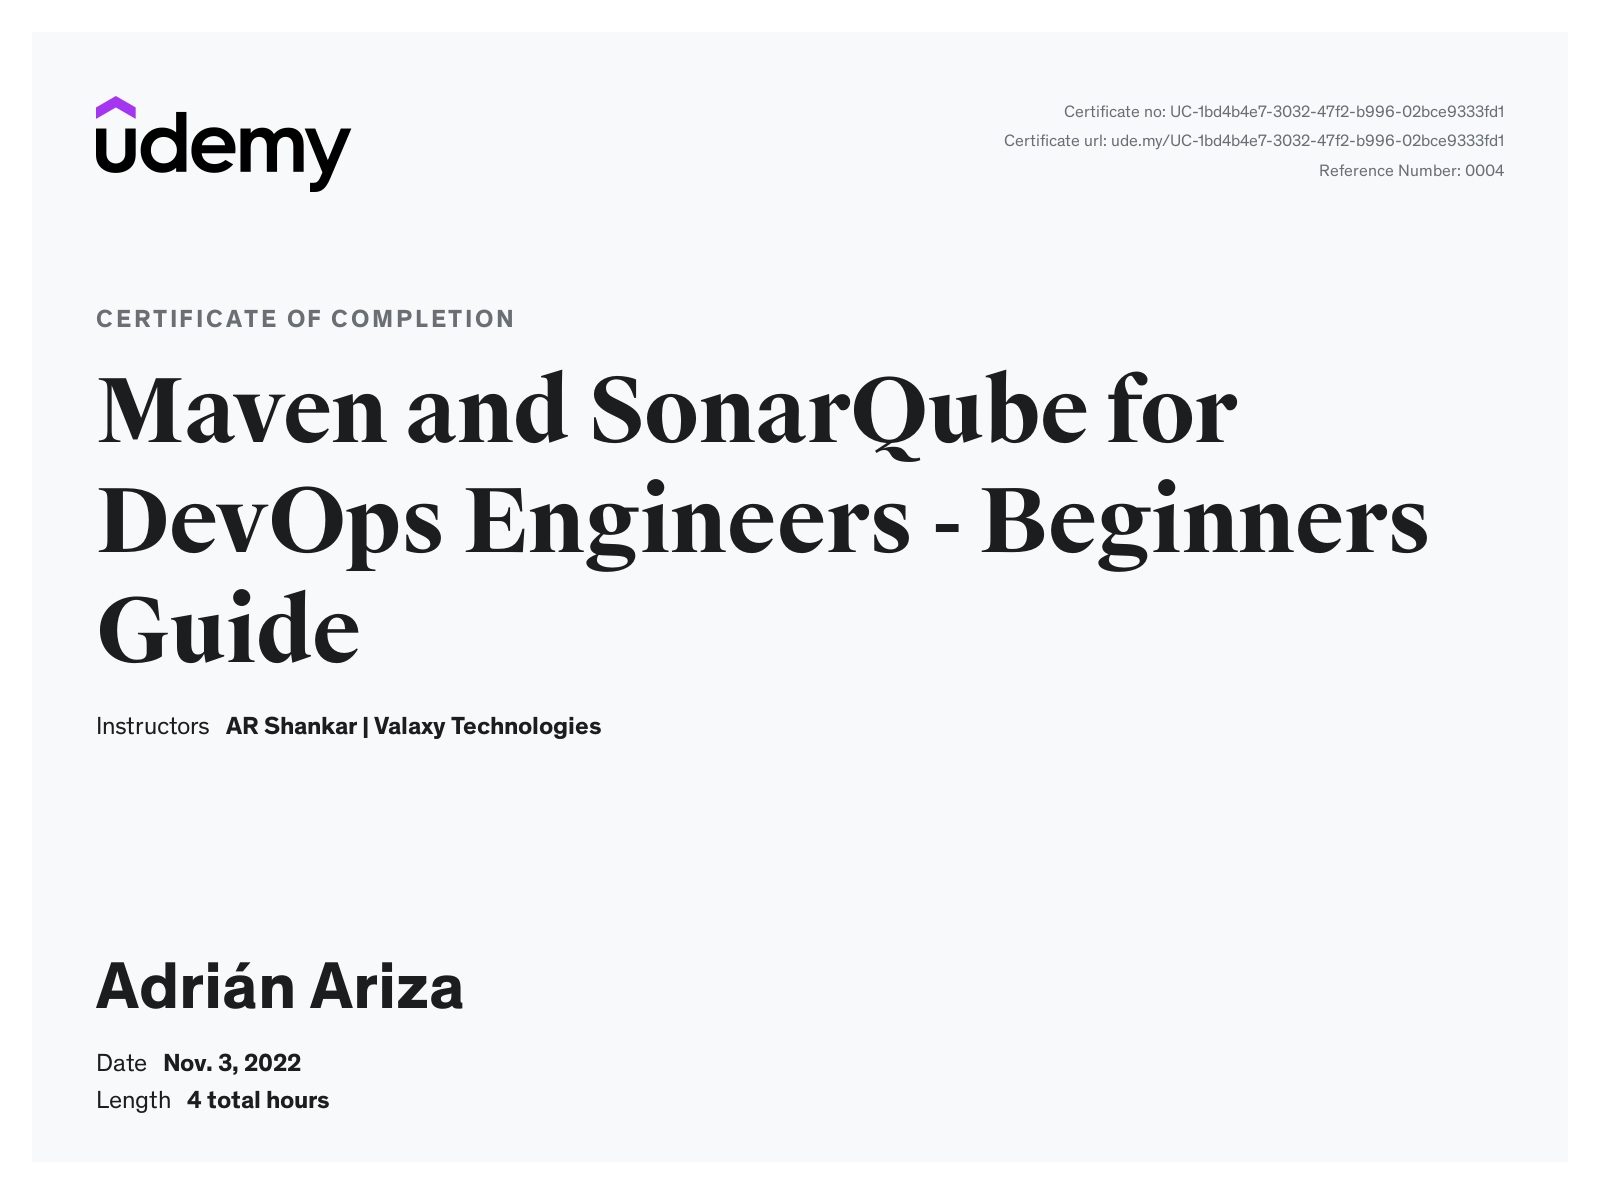 udemy
Certificate no: UC-1bd4b4e7-3032-47f2-b996-02bce9333fd1
Certificate url: ude.my/UC-1bd4b4e7-3032-47f2-b996-02bce9333fd1
Reference Number: 0004
CERTIFICATE OF COMPLETION
Maven and SonarQube for
DevOps Engineers - Beginners
Guide
Instructors AR Shankar | Valaxy Technologies
Adrián Ariza
Date Nov. 3, 2022
Length 4 total hours